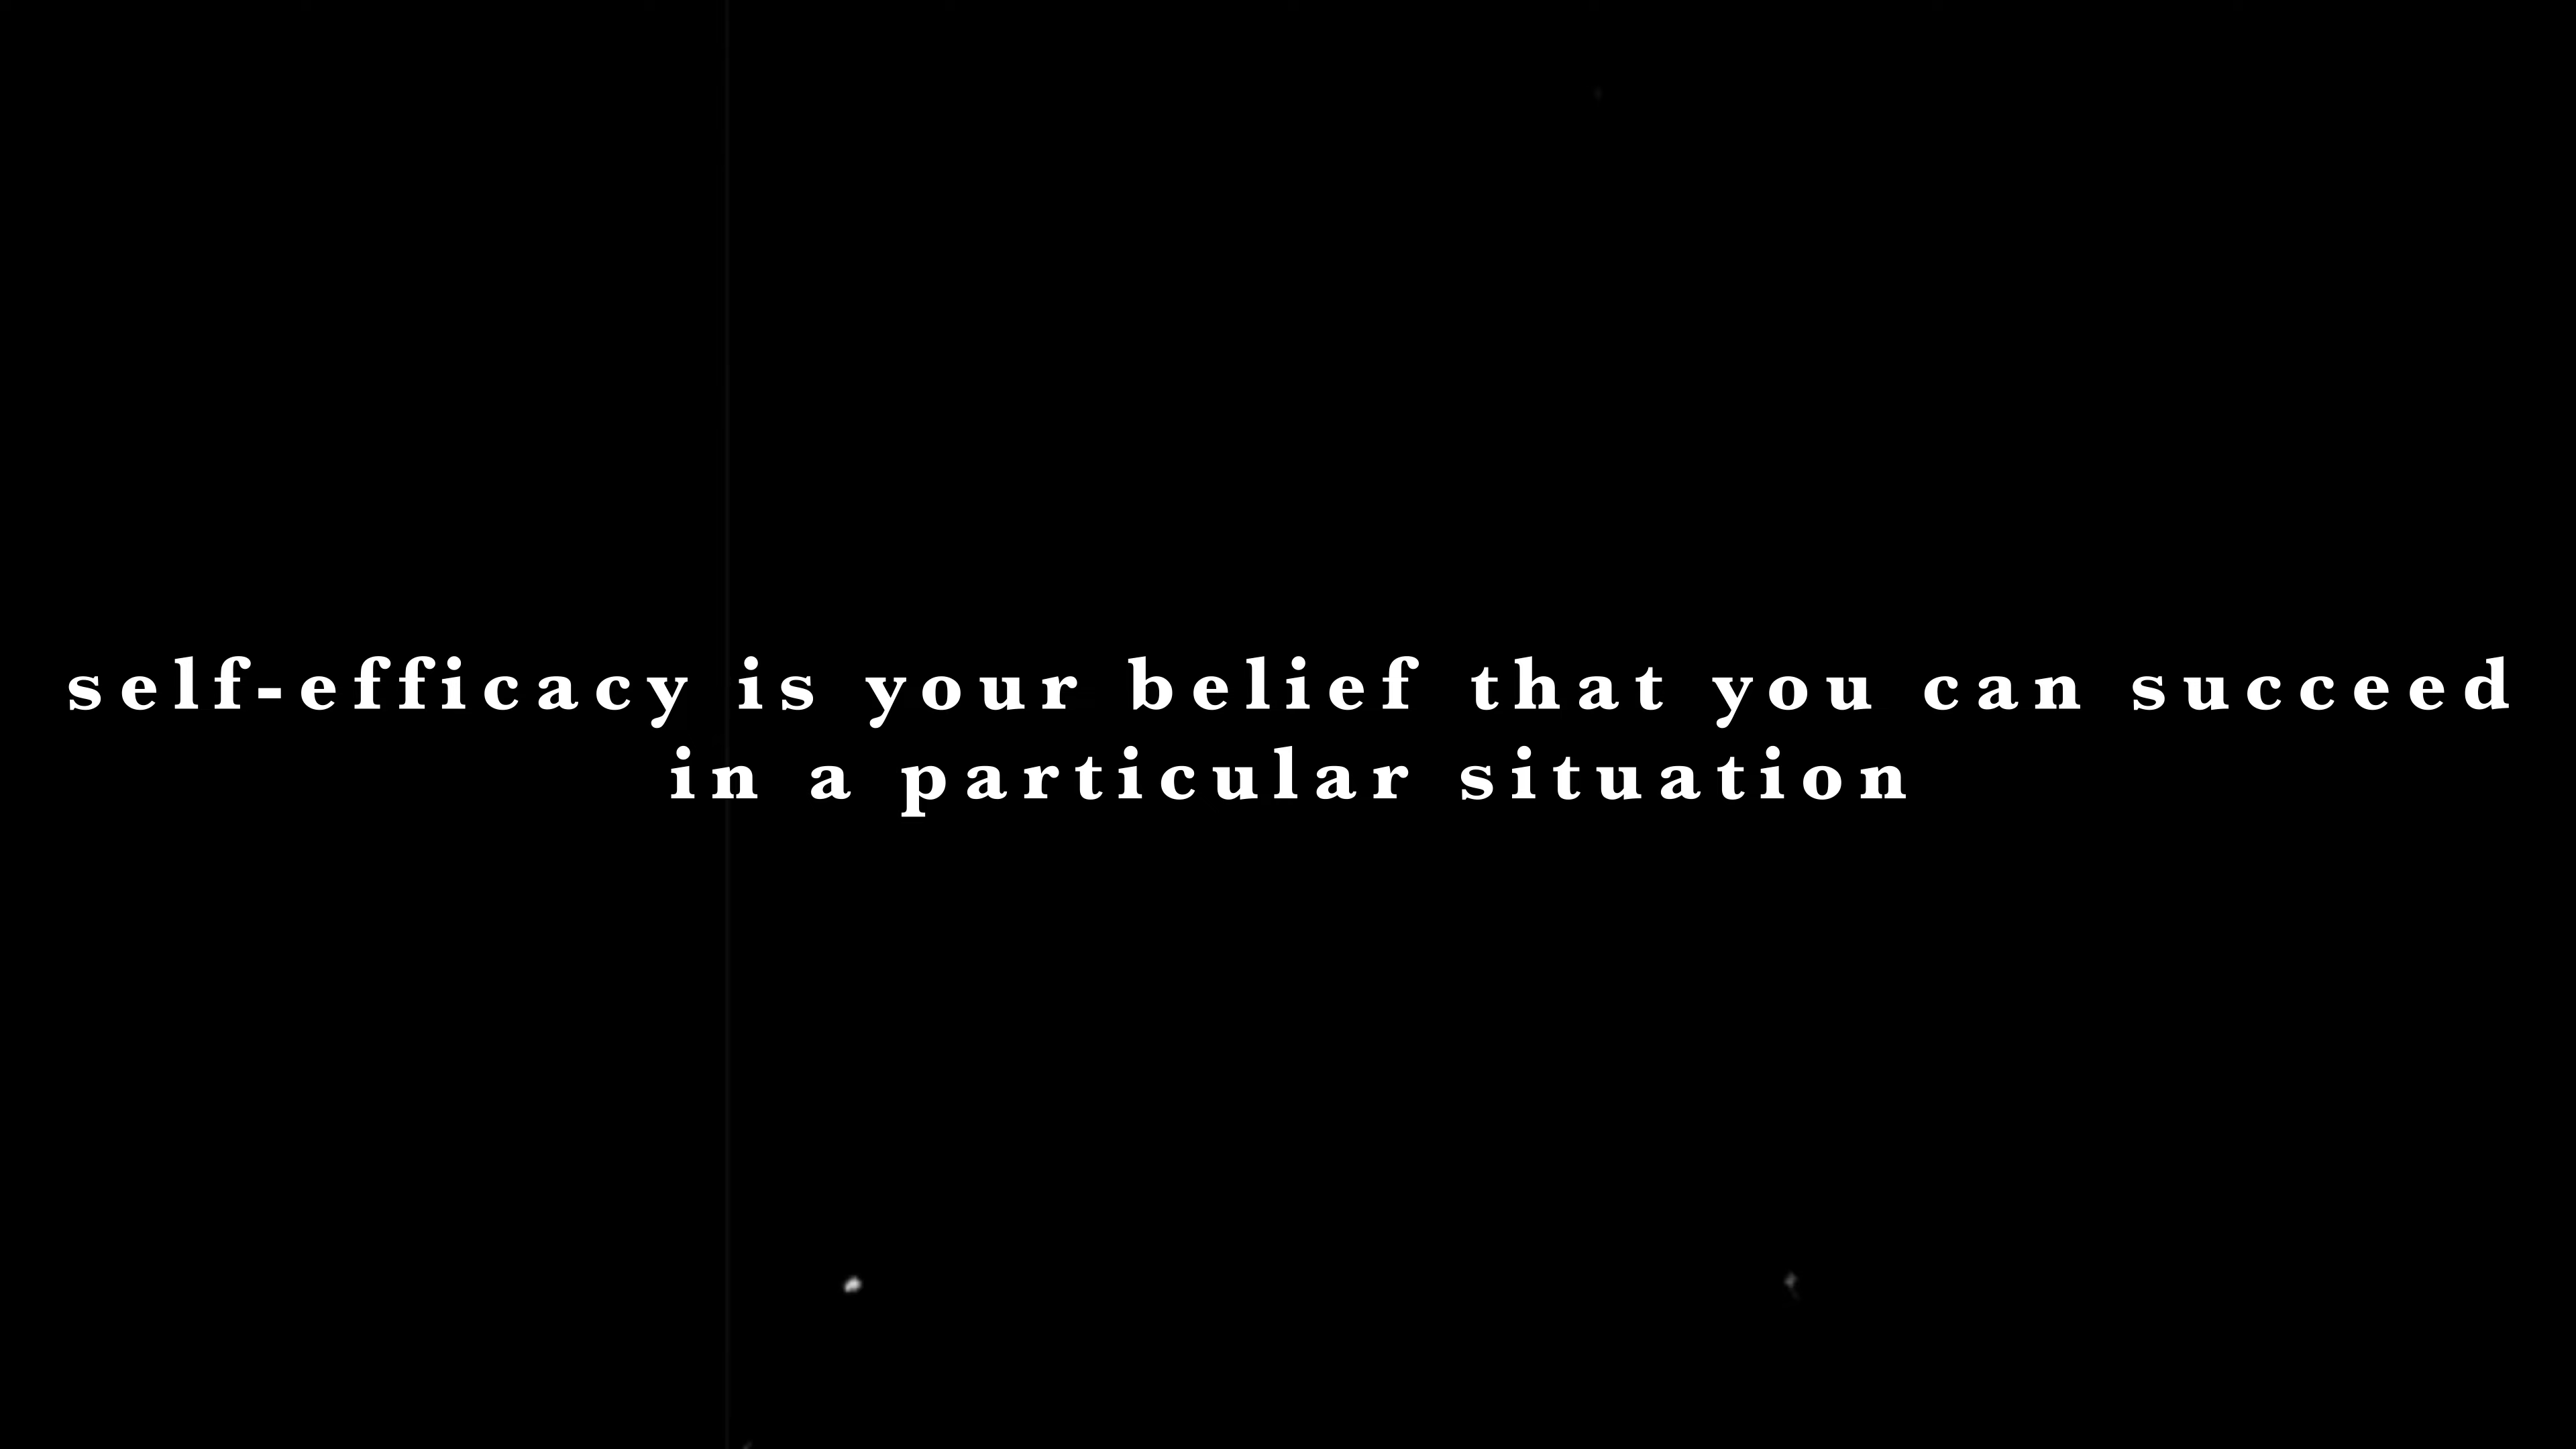 self-efficacy is your belief that you can succeed
in a particular situation